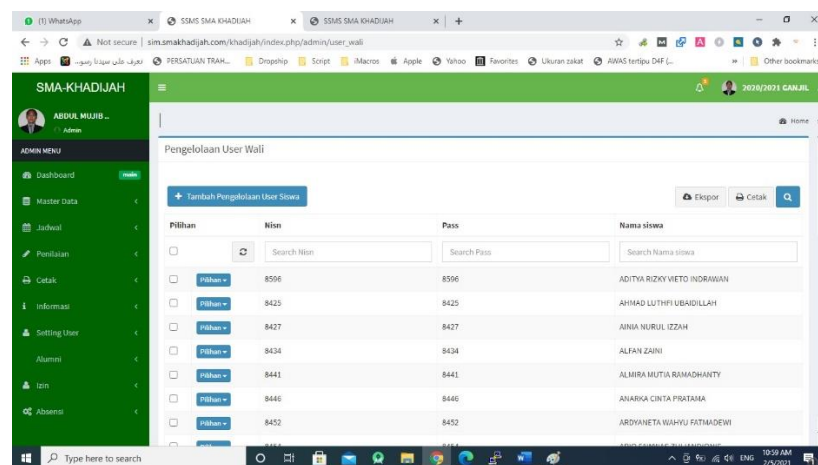 (1) WhatsApp
SSMS SMA KHADIJAH
SSMS SMA KHADIJAH
Not secure | sim.smakhadijah.com/khadijah/index.php/admin/user_wali
Apps
PERSATUAN TRAH...
Dropship
Script
iMacros
Apple
Yahoo
Favorites
Ukuran zakat
AWAS tertipu D4F (...
Other bookmarks
SMA-KHADIJAH
2020/2021 GANJIL
ABDUL MUJIB ..
Admin
Home
ADMIN MENU
Pengelolaan User Wali
Dashboard
main
Master Data
+ Tambah Pengelolaan User Siswa
Ekspor
Cetak
Jadwal
Pilihan Nisn Pass Nama siswa
Penilaian
Search Nisn Search Pass Search Nama siswa
Cetak
Pilihan 8596 8596 ADITYA RIZKY VIETO INDRAWAN
Informasi
Pilihan 8425 8425 AHMAD LUTHFI UBAIDILLAH
Setting User
Pilihan 8427 8427 AINIA NURUL IZZAH
Alumni
Pilihan 8434 8434 ALFAN ZAINI
Izin
Pilihan 8441 8441 ALMIRA MUTIA RAMADHANTY
Pilihan 8446 8446 ANARKA CINTA PRATAMA
Absensi
Pilihan 8452 8452 ARDYANETA WAHYU FATMADEWI
Type here to search
ENG
10:59 AM
2/5/2021